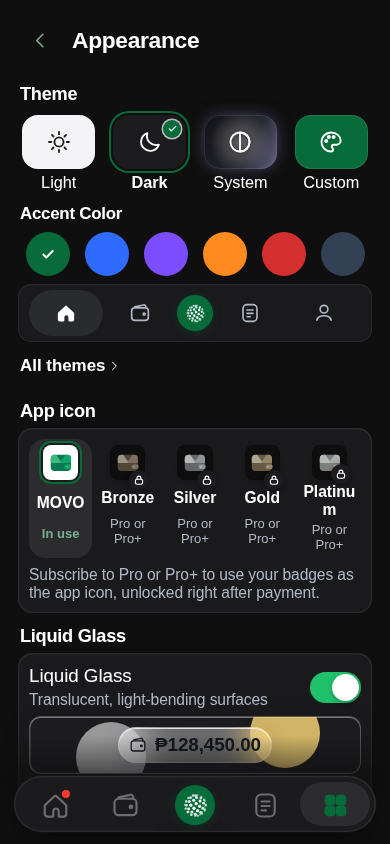 Appearance
Theme
Light
Dark
System
Custom
Accent Color
All themes
App icon
MOVO
In use
Bronze
Pro or
Pro+
Silver
Pro or
Pro+
Gold
Pro or
Pro+
Platinu
m
Pro or
Pro+
Subscribe to Pro or Pro+ to use your badges as
the app icon, unlocked right after payment.
Liquid Glass
Liquid Glass
Translucent, light-bending surfaces
₱128,450.00